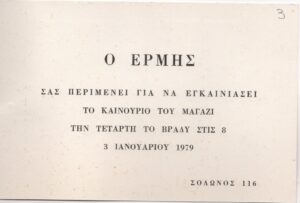 3
Ο ΕΡΜΗΣ
ΣΑΣ ΠΕΡΙΜΕΝΕΙ ΓΙΑ ΝΑ ΕΓΚΑΙΝΙΑΣΕΙ
ΤΟ ΚΑΙΝΟΥΡΙΟ ΤΟΥ ΜΑΓΑΖΙ
ΤΗΝ ΤΕΤΑΡΤΗ ΤΟ ΒΡΑΔΥ ΣΤΙΣ 8
3 ΙΑΝΟΥΑΡΙΟΥ 1979
ΣΟΛΩΝΟΣ 116